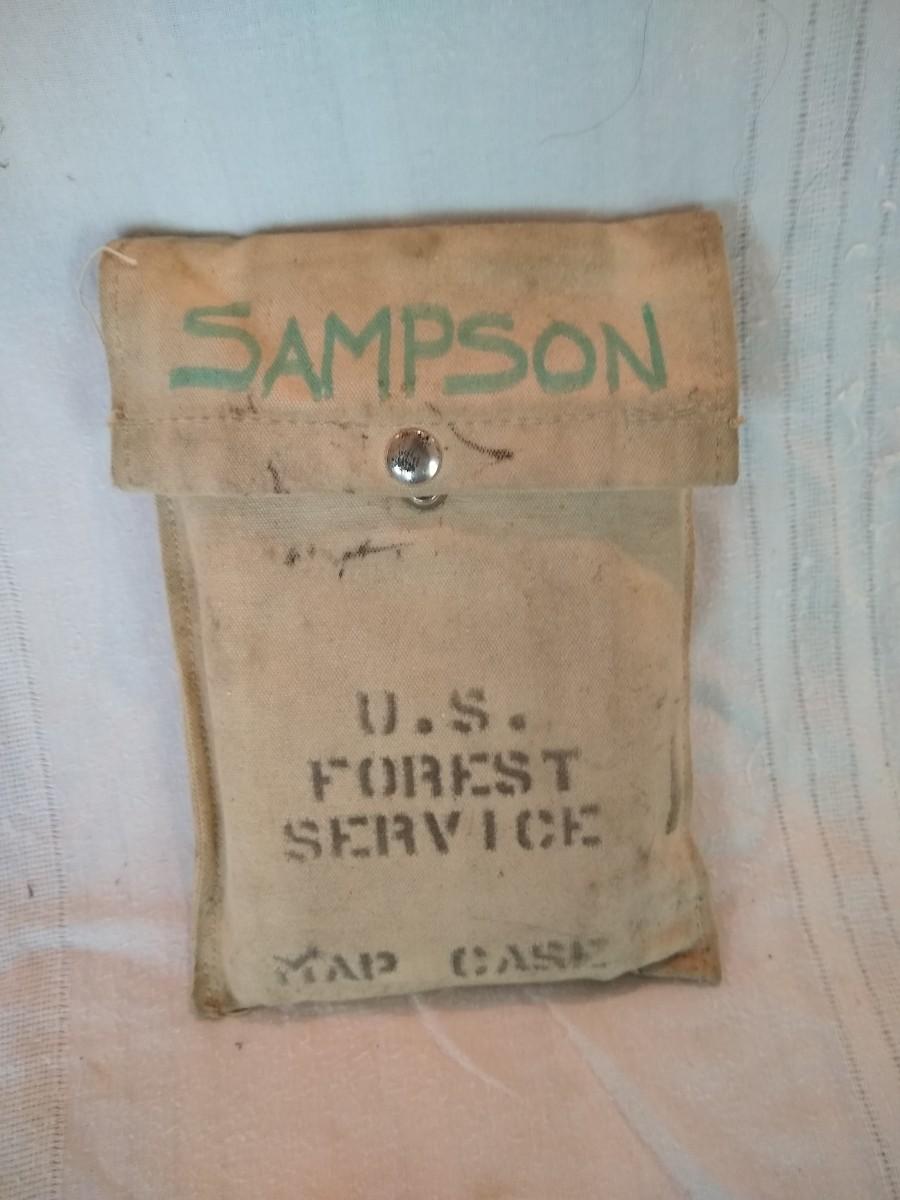 SAMPSON
U.S.
FOREST
SERVICE
MAP CASE